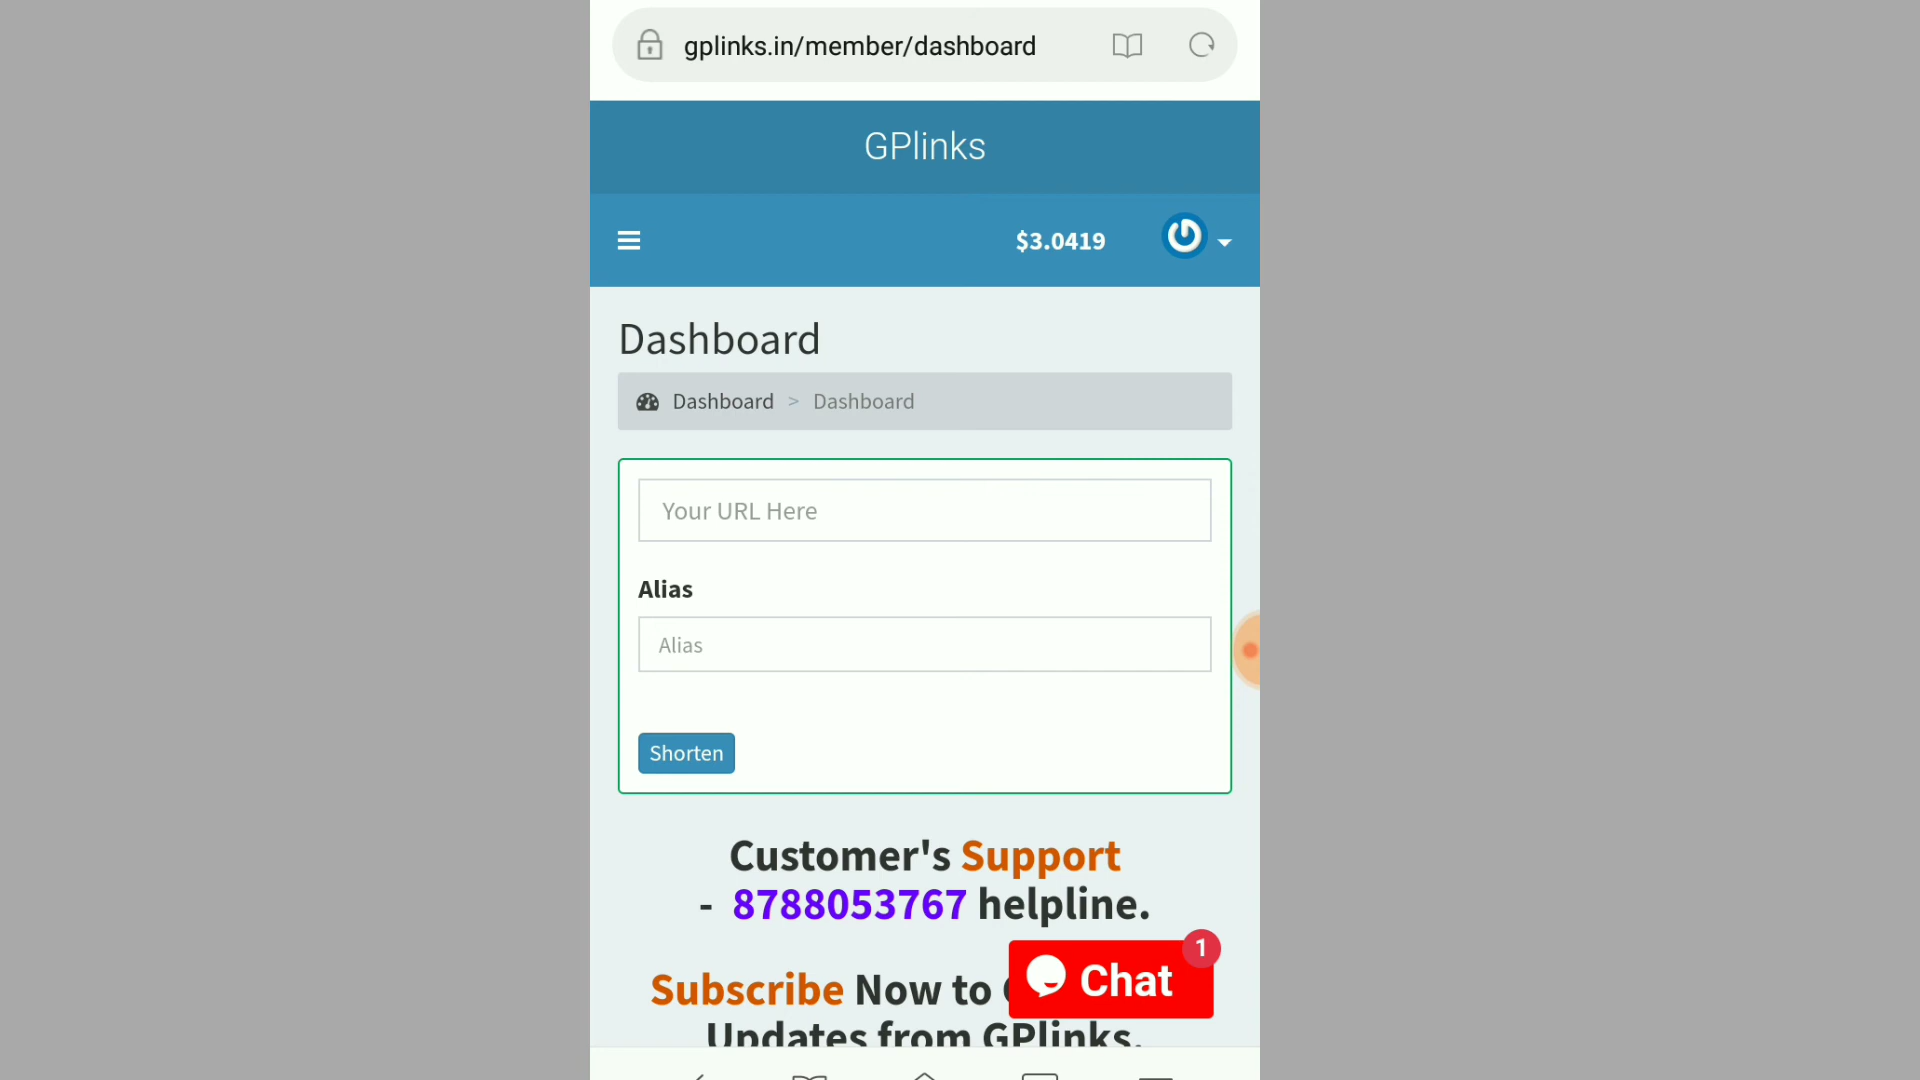 gplinks.in/member/dashboard
GPlinks
$3.0419
Dashboard
Dashboard > Dashboard
Your URL Here
Alias
Alias
Shorten
Customer's Support
- 8788053767 helpline.
1
Chat
Subscribe Now to
Updates from GPlinks.